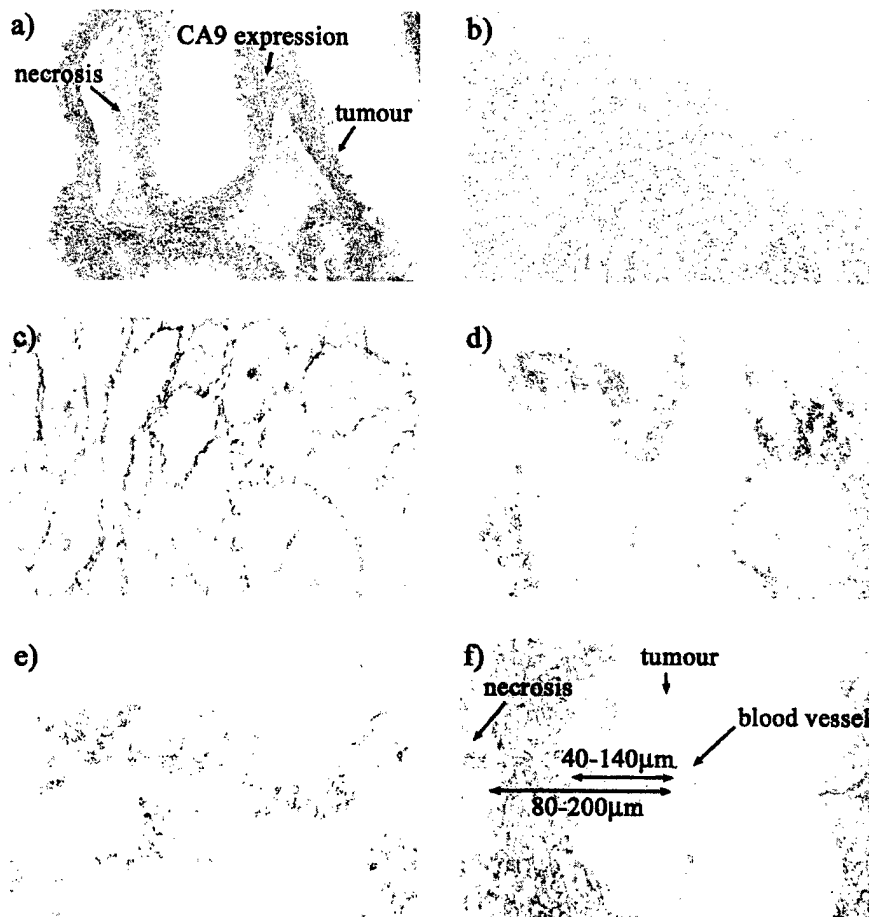 a)
CA9 expression
necrosis
tumour
b)
c)
d)
e)
f)
tumour
necrosis
blood vessel
40-140μm
80-200μm